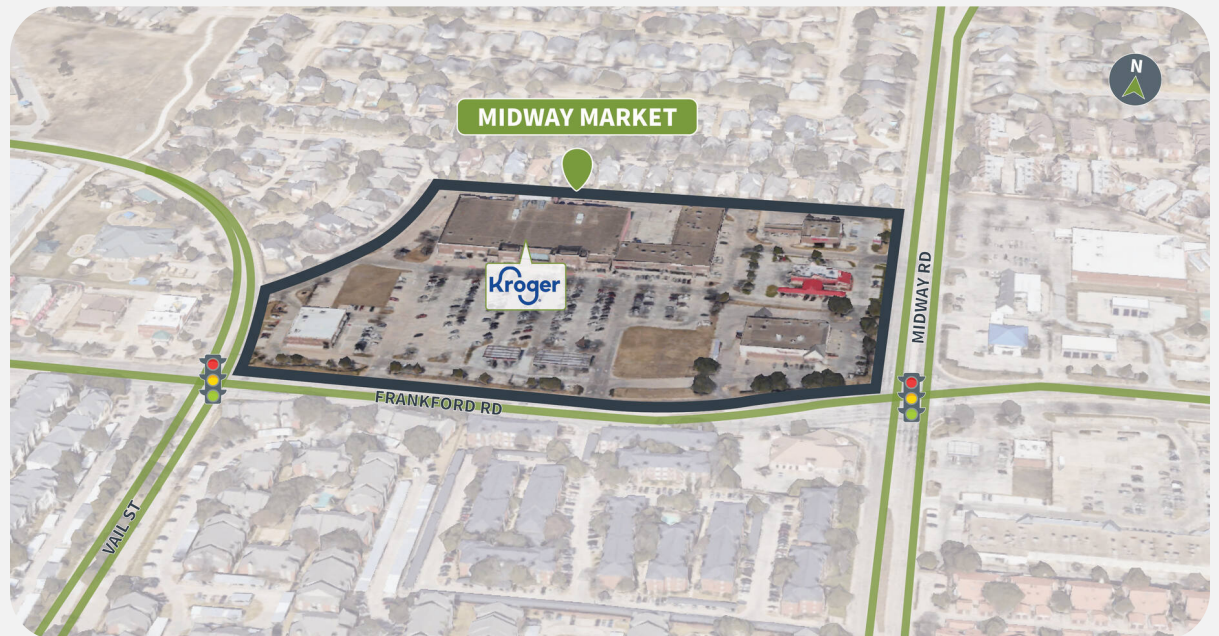 N
MIDWAY MARKET
Kroger
MIDWAY RD
FRANKFORD RD
VAIL ST